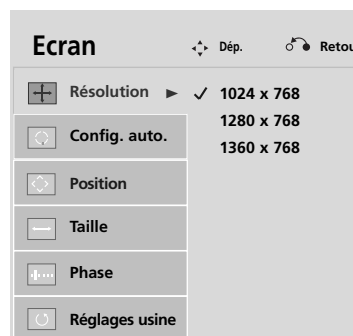 Ecran
Dép.
Retou
Résolution
1024 x 768
1280 x 768
1360 x 768
Config. auto.
Position
Taille
Phase
Réglages usine